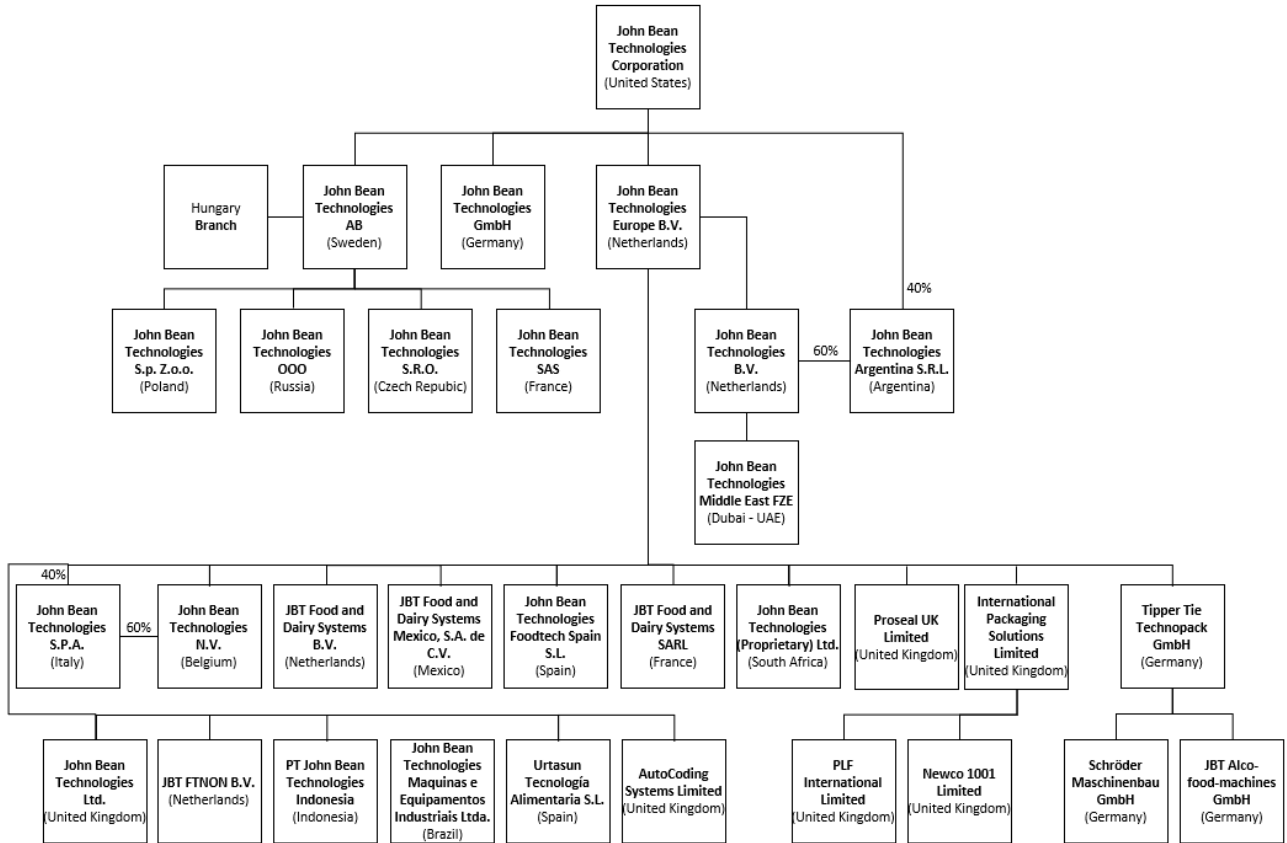 John Bean
Technologies
Corporation
(United States)
Hungary
Branch
John Bean
Technologies
AB
(Sweden)
John Bean
Technologies
GmbH
(Germany)
John Bean
Technologies
Europe B.V.
(Netherlands)
40%
John Bean
Technologies
S.p. Z.o.o.
(Poland)
John Bean
Technologies
OOO
(Russia)
John Bean
Technologies
S.R.O.
(Czech Repubic)
John Bean
Technologies
SAS
(France)
John Bean
Technologies
B.V.
(Netherlands)
60%
John Bean
Technologies
Argentina S.R.L.
(Argentina)
John Bean
Technologies
Middle East FZE
(Dubai - UAE)
40%
John Bean
Technologies
S.P.A.
(Italy)
60%
John Bean
Technologies
N.V.
(Belgium)
JBT Food and
Dairy Systems
B.V.
(Netherlands)
JBT Food and
Dairy Systems
Mexico, S.A. de
C.V.
(Mexico)
John Bean
Technologies
Foodtech Spain
S.L.
(Spain)
JBT Food and
Dairy Systems
SARL
(France)
John Bean
Technologies
(Proprietary) Ltd.
(South Africa)
Proseal UK
Limited
(United Kingdom)
International
Packaging
Solutions
Limited
(United Kingdom)
Tipper Tie
Technopack
GmbH
(Germany)
John Bean
Technologies
Ltd.
(United Kingdom)
JBT FTNON B.V.
(Netherlands)
PT John Bean
Technologies
Indonesia
(Indonesia)
John Bean
Technologies
Maquinas e
Equipamentos
Industriais Ltda.
(Brazil)
Urtasun
Tecnología
Alimentaria S.L.
(Spain)
AutoCoding
Systems Limited
(United Kingdom)
PLF
International
Limited
(United Kingdom)
Newco 1001
Limited
(United Kingdom)
Schröder
Maschinenbau
GmbH
(Germany)
JBT Alco-
food-machines
GmbH
(Germany)